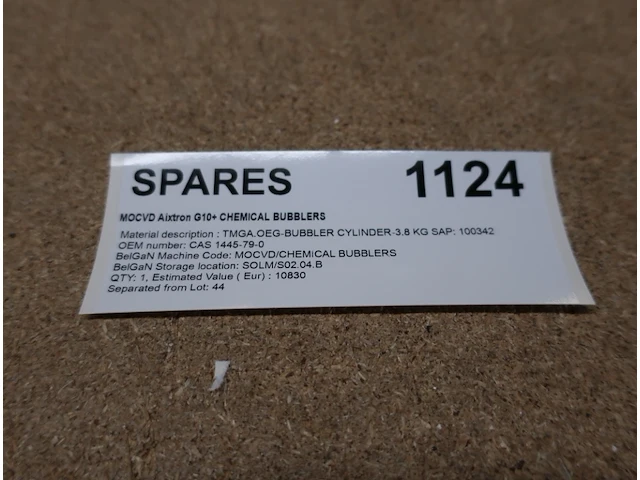 SPARES 1124
MOCVD Aixtron G10+ CHEMICAL BUBBLERS
Material description : TMGA.OEG-BUBBLER CYLINDER-3.8 KG SAP: 100342
OEM number: CAS 1445-79-0
BelGaN Machine Code: MOCVD/CHEMICAL BUBBLERS
BelGaN Storage location: SOLM/S02.04.B
QTY: 1, Estimated Value ( Eur) : 10830
Separated from Lot: 44